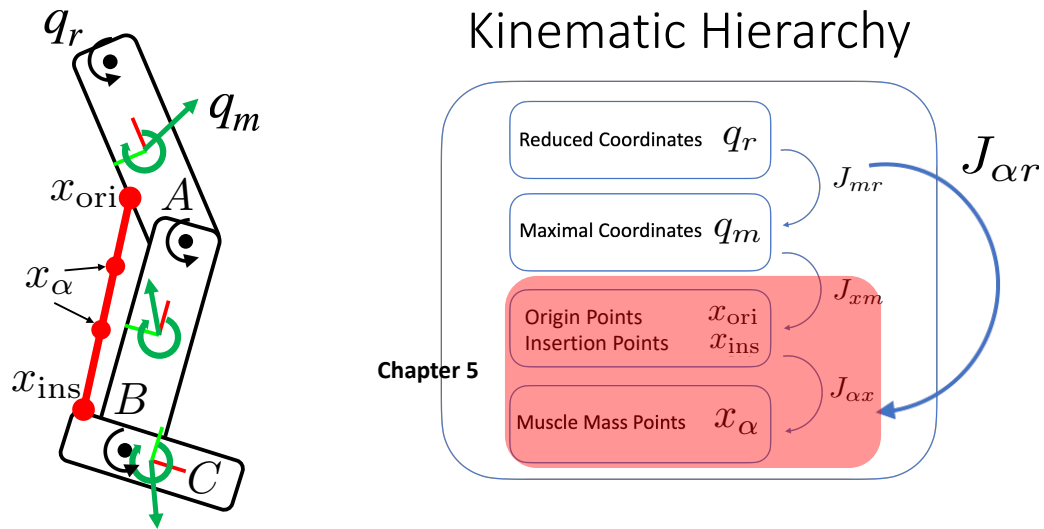 Kinematic Hierarchy
q_r
q_m
x_ori
A
x_α
x_ins
B
C
Reduced Coordinates q_r
J_mr
J_αr
Maximal Coordinates q_m
J_xm
Origin Points x_ori
Insertion Points x_ins
Chapter 5
J_αx
Muscle Mass Points x_α